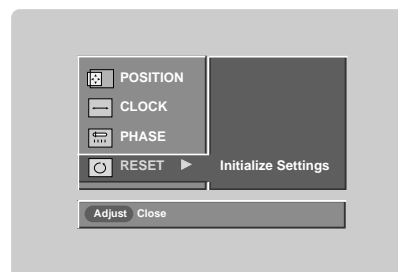 POSITION
CLOCK
PHASE
RESET ▶ Initialize Settings
Adjust Close